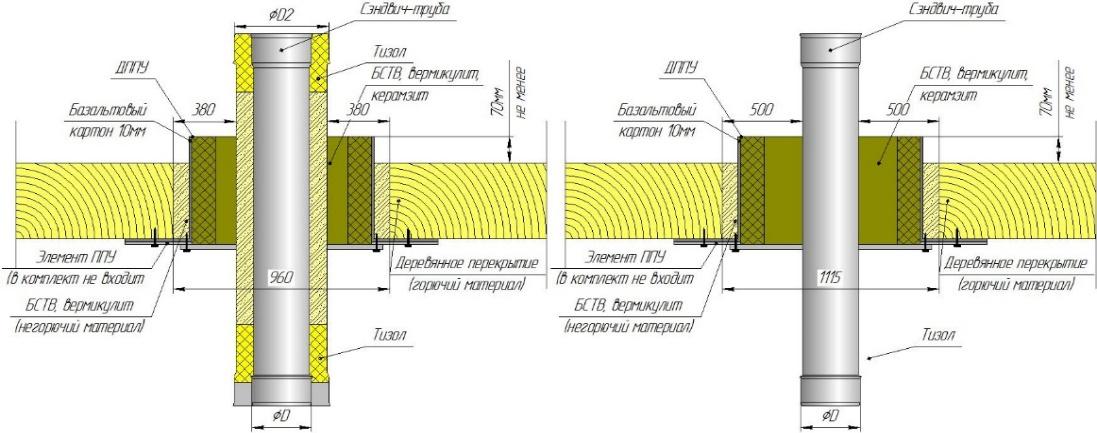 ⌀D2
Сэндвич-труба
Тизол
ДППУ
БСТВ, вермикулит,
керамзит
Базальтовый
картон 10мм
380
380
70мм
не менее
Элемент ППУ
(в комплект не входит
БСТВ, вермикулит
(негорючий материал)
960
Деревянное перекрытие
(горючий материал)
Тизол
⌀D
Сэндвич-труба
ДППУ
БСТВ, вермикулит,
керамзит
Базальтовый
картон 10мм
500
500
70мм
не менее
Элемент ППУ
(в комплект не входит
БСТВ, вермикулит
(негорючий материал)
1115
Деревянное перекрытие
(горючий материал)
Тизол
⌀D